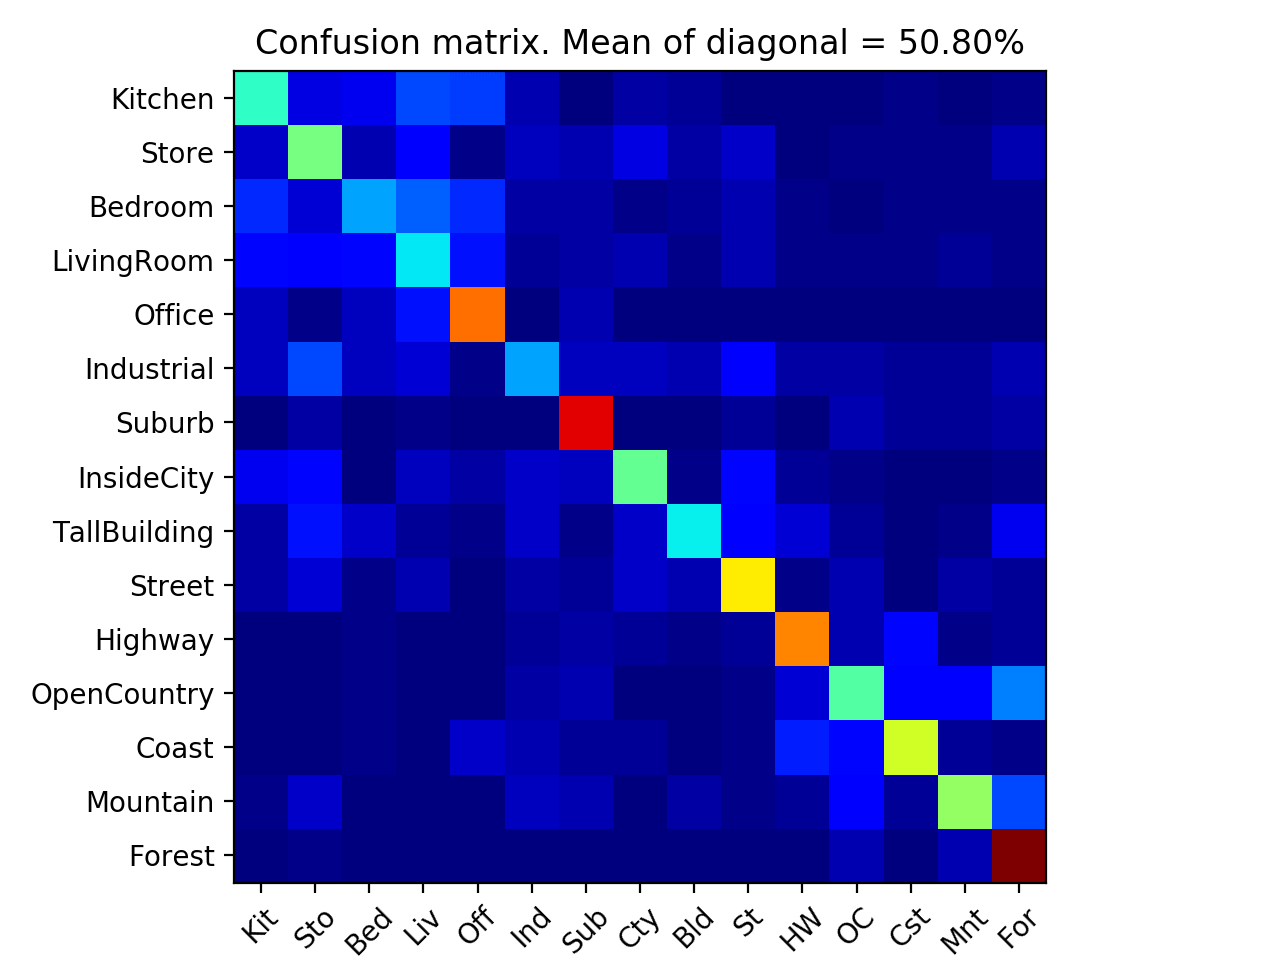 Confusion matrix. Mean of diagonal = 50.80%
Kitchen
Store
Bedroom
LivingRoom
Office
Industrial
Suburb
InsideCity
TallBuilding
Street
Highway
OpenCountry
Coast
Mountain
Forest
Kit Sto Bed Liv Off Ind Sub Cty Bld St HW OC Cst Mnt For